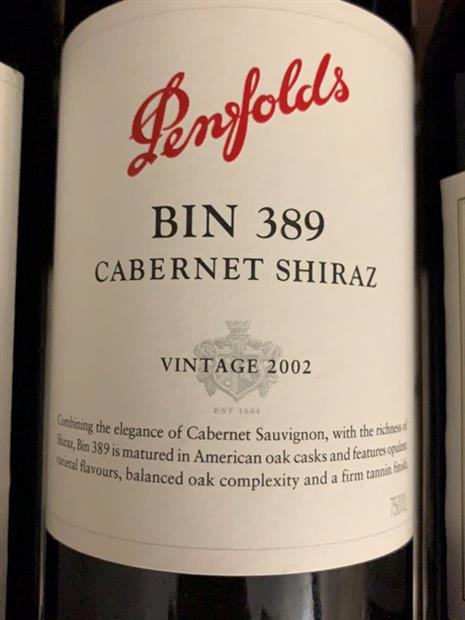 Penfolds
BIN 389
CABERNET SHIRAZ
VINTAGE 2002
EST 1844
Combining the elegance of Cabernet Sauvignon, with the richness of
Shiraz, Bin 389 is matured in American oak casks and features opulent
varietal flavours, balanced oak complexity and a firm tannin finish.
750ML